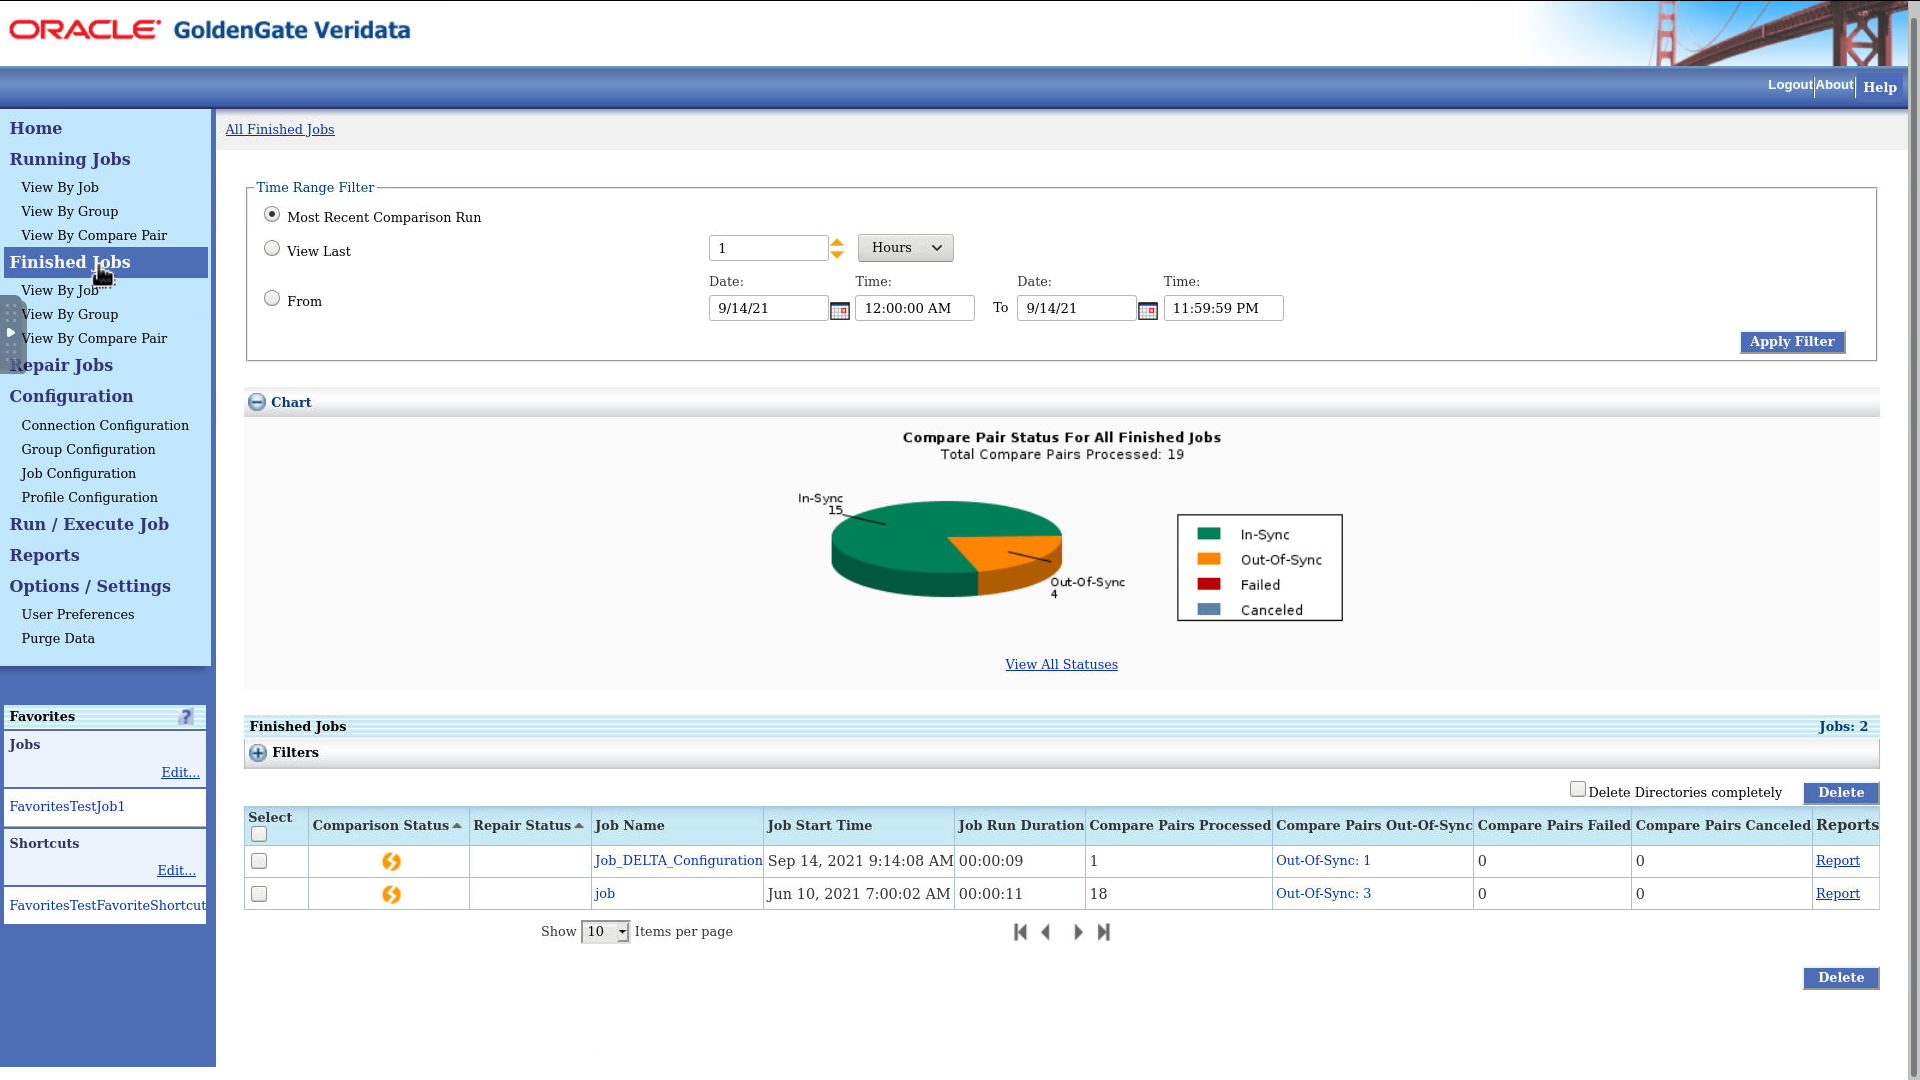 ORACLE GoldenGate Veridata
Logout About Help
Home
Running Jobs
View By Job
View By Group
View By Compare Pair
Finished Jobs
View By Job
View By Group
View By Compare Pair
Repair Jobs
Configuration
Connection Configuration
Group Configuration
Job Configuration
Profile Configuration
Run / Execute Job
Reports
Options / Settings
User Preferences
Purge Data
Favorites ?
Jobs
Edit...
FavoritesTestJob1
Shortcuts
Edit...
FavoritesTestFavoriteShortcut
All Finished Jobs
Time Range Filter
Most Recent Comparison Run
View Last 1 Hours
Date: Time: Date: Time:
From 9/14/21 12:00:00 AM To 9/14/21 11:59:59 PM
Apply Filter
Chart
Compare Pair Status For All Finished Jobs
Total Compare Pairs Processed: 19
In-Sync
15
Out-Of-Sync
4
In-Sync
Out-Of-Sync
Failed
Canceled
View All Statuses
Finished Jobs Jobs: 2
Filters
Delete Directories completely Delete
Select Comparison Status Repair Status Job Name Job Start Time Job Run Duration Compare Pairs Processed Compare Pairs Out-Of-Sync Compare Pairs Failed Compare Pairs Canceled Reports
Job_DELTA_Configuration Sep 14, 2021 9:14:08 AM 00:00:09 1 Out-Of-Sync: 1 0 0 Report
job Jun 10, 2021 7:00:02 AM 00:00:11 18 Out-Of-Sync: 3 0 0 Report
Show 10 Items per page
Delete